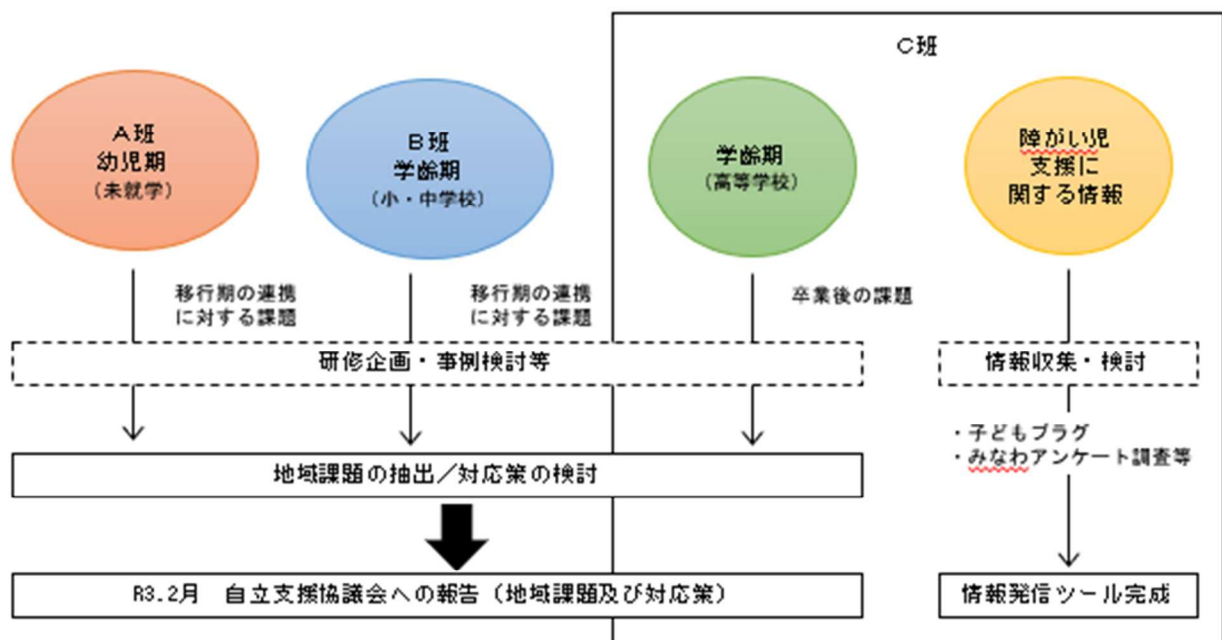 C班
A班
幼児期
(未就学)
B班
学齢期
(小・中学校)
学齢期
(高等学校)
障がい児
支援に
関する情報
移行期の連携
に対する課題
移行期の連携
に対する課題
卒業後の課題
研修企画・事例検討等
情報収集・検討
・子どもプラグ
・みなわアンケート調査等
地域課題の抽出/対応策の検討
R3.2月 自立支援協議会への報告(地域課題及び対応策)
情報発信ツール完成